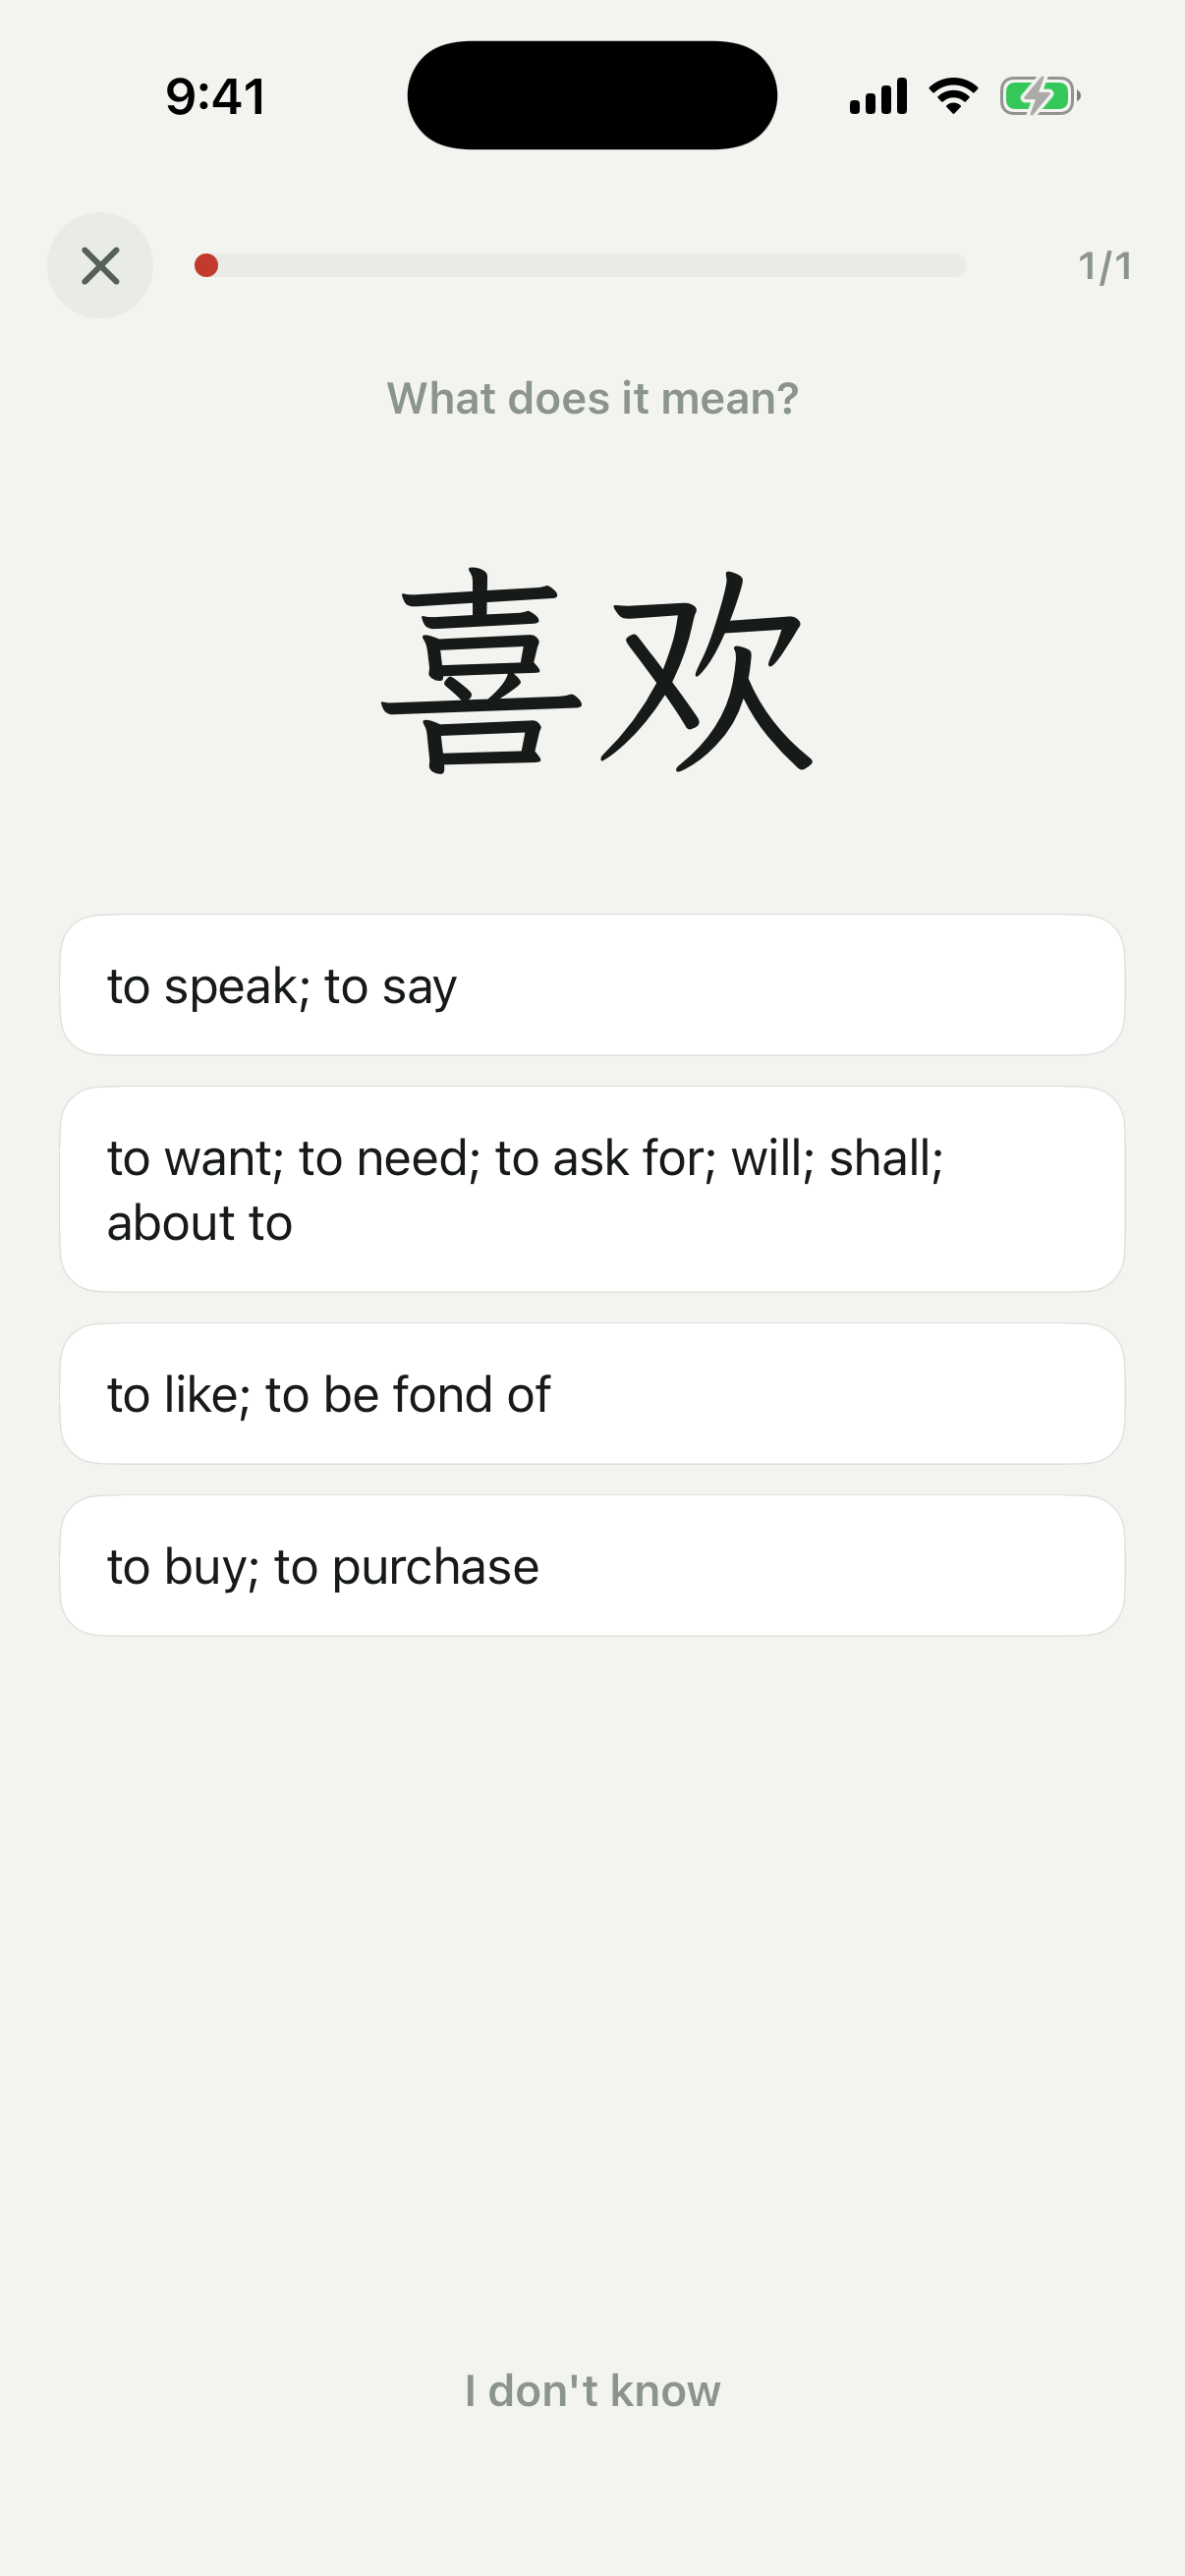 9:41
1/1
What does it mean?
喜欢
to speak; to say
to want; to need; to ask for; will; shall;
about to
to like; to be fond of
to buy; to purchase
I don't know